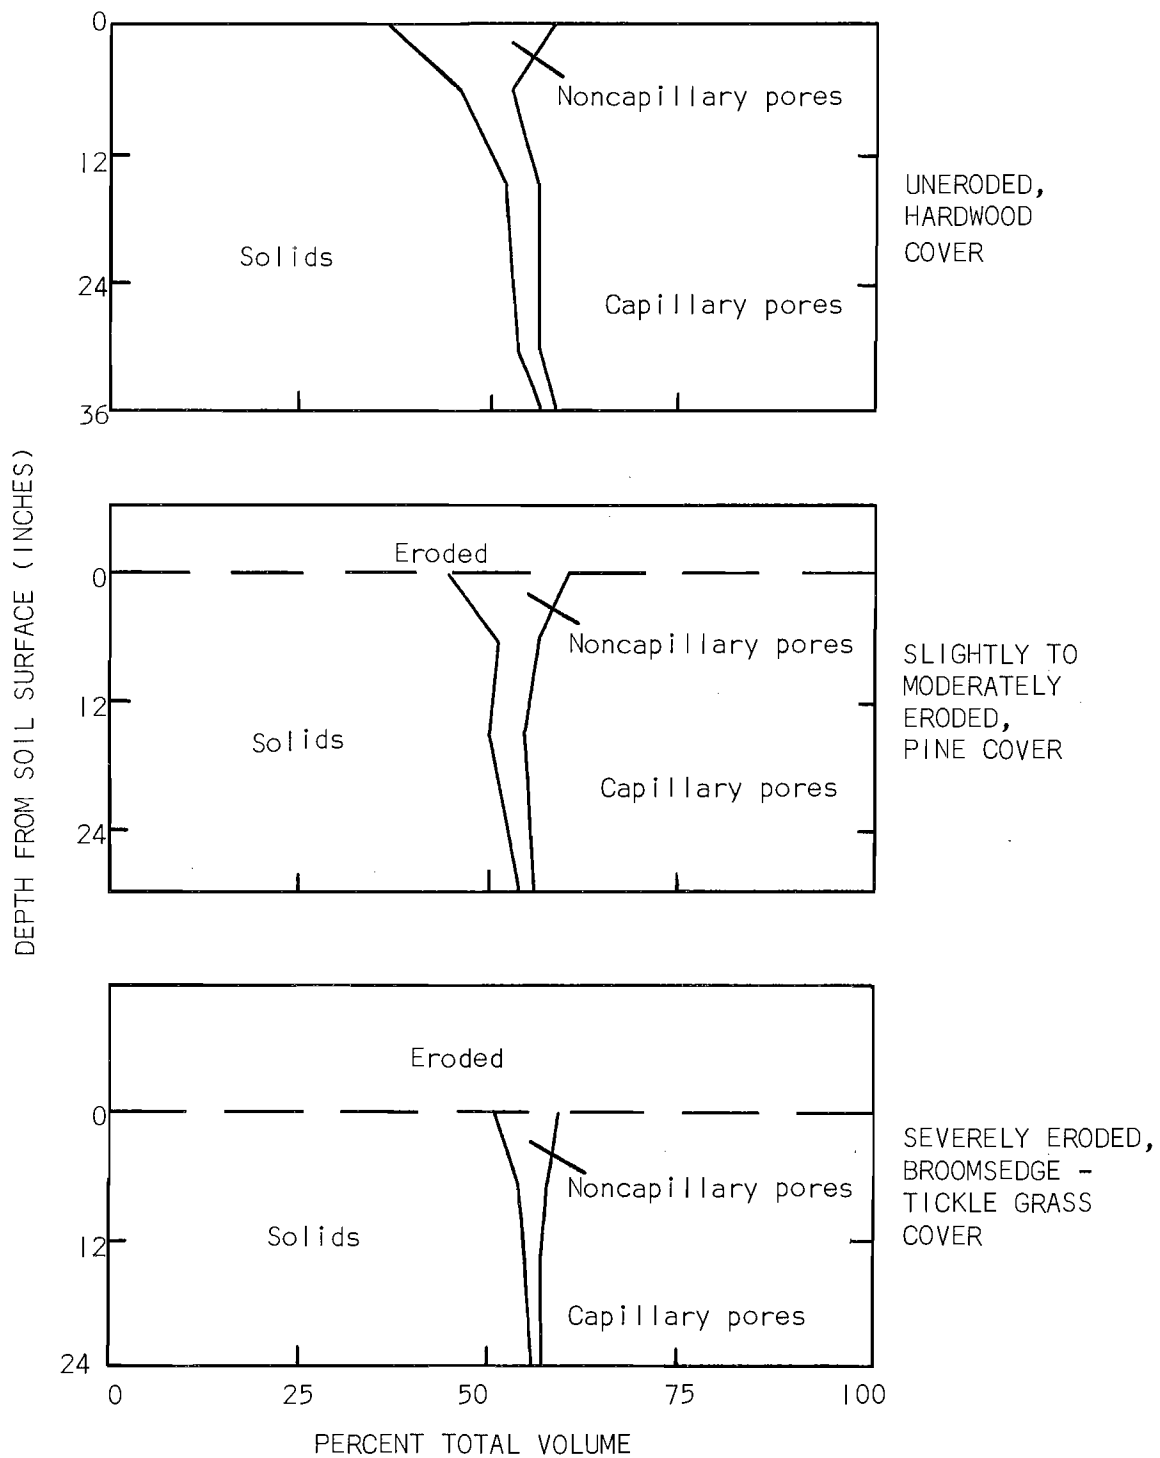 0
Noncapillary pores
12
UNERODED,
HARDWOOD
COVER
Solids
24
Capillary pores
36
DEPTH FROM SOIL SURFACE (INCHES)
Eroded
0
Noncapillary pores
SLIGHTLY TO
MODERATELY
ERODED,
PINE COVER
12
Solids
Capillary pores
24
Eroded
0
SEVERELY ERODED,
BROOMSEDGE -
TICKLE GRASS
COVER
Noncapillary pores
12
Solids
Capillary pores
24
0 25 50 75 100
PERCENT TOTAL VOLUME